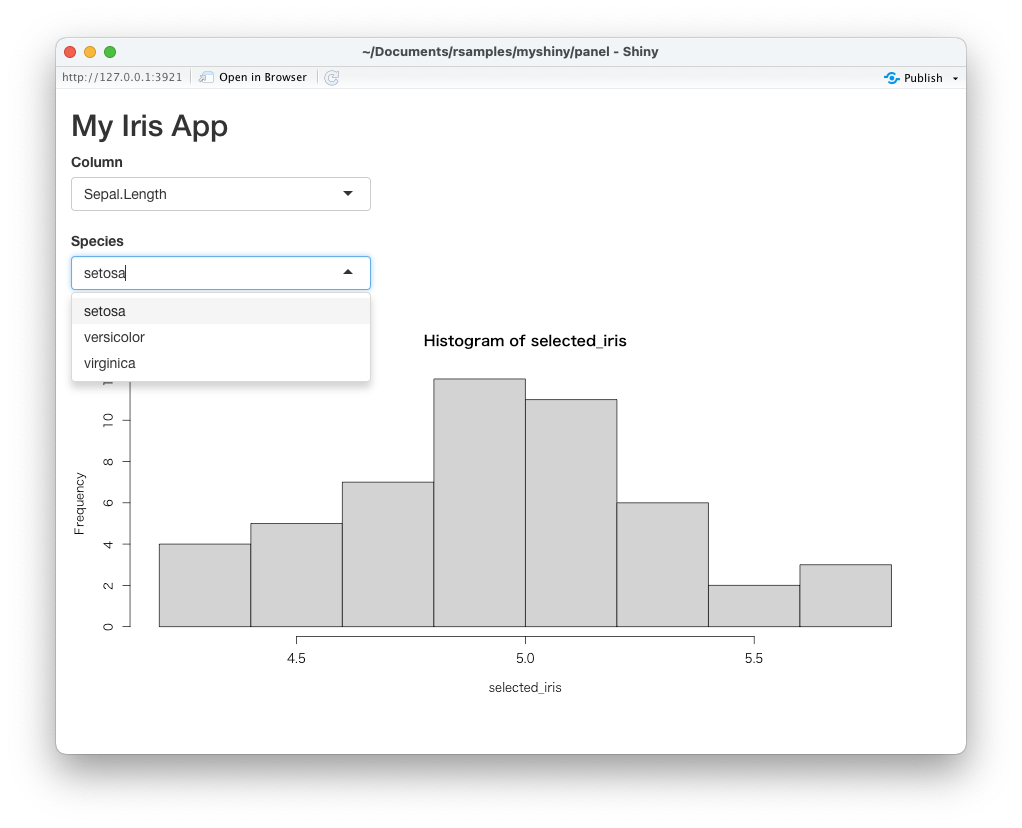 ~/Documents/rsamples/myshiny/panel - Shiny
http://127.0.0.1:3921 Open in Browser Publish
My Iris App
Column
Sepal.Length
Species
setosa
setosa
versicolor
virginica
Histogram of selected_iris
10
8
6
4
2
0
Frequency
4.5 5.0 5.5
selected_iris